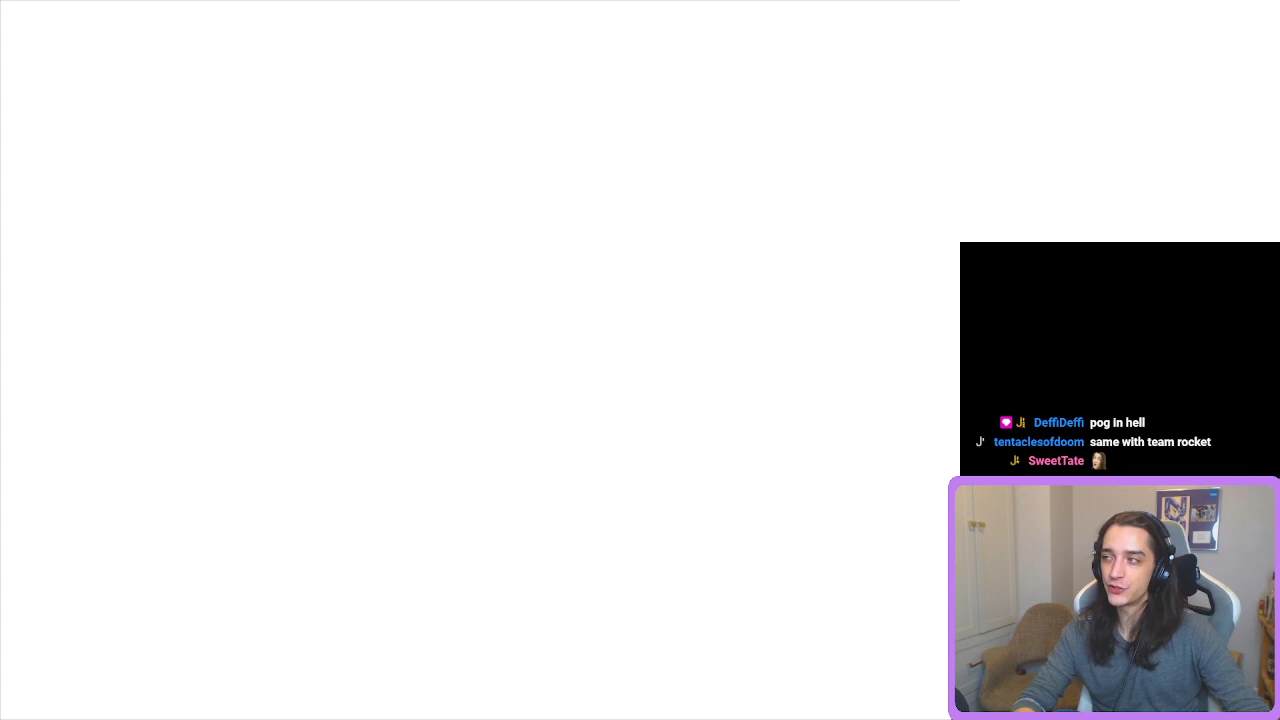 DeffiDeffi pog in hell
tentaclesofdoom same with team rocket
SweetTate